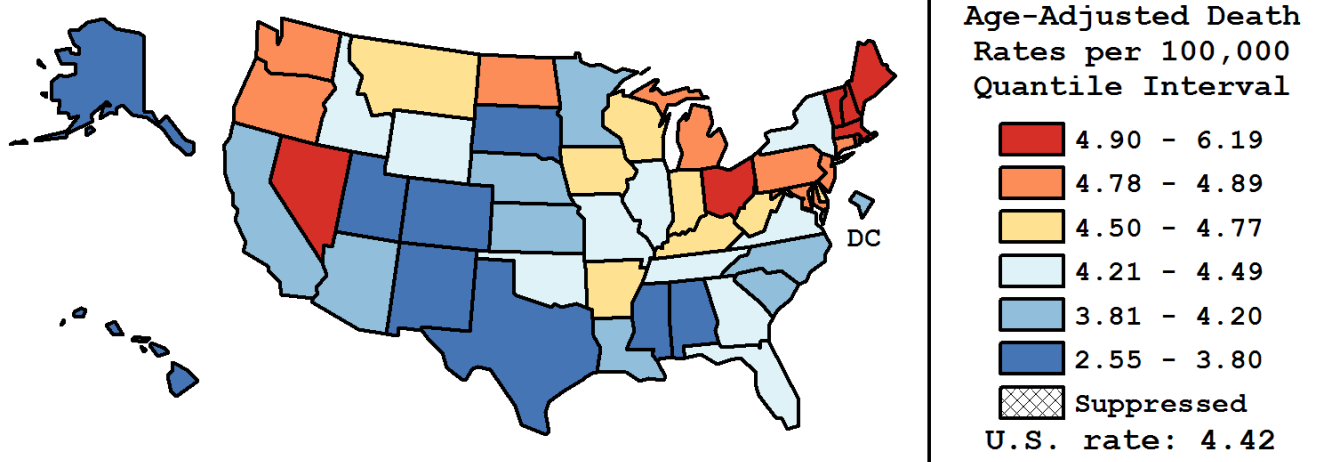 Age-Adjusted Death
Rates per 100,000
Quantile Interval
4.90 - 6.19
4.78 - 4.89
4.50 - 4.77
4.21 - 4.49
3.81 - 4.20
2.55 - 3.80
Suppressed
U.S. rate: 4.42
DC